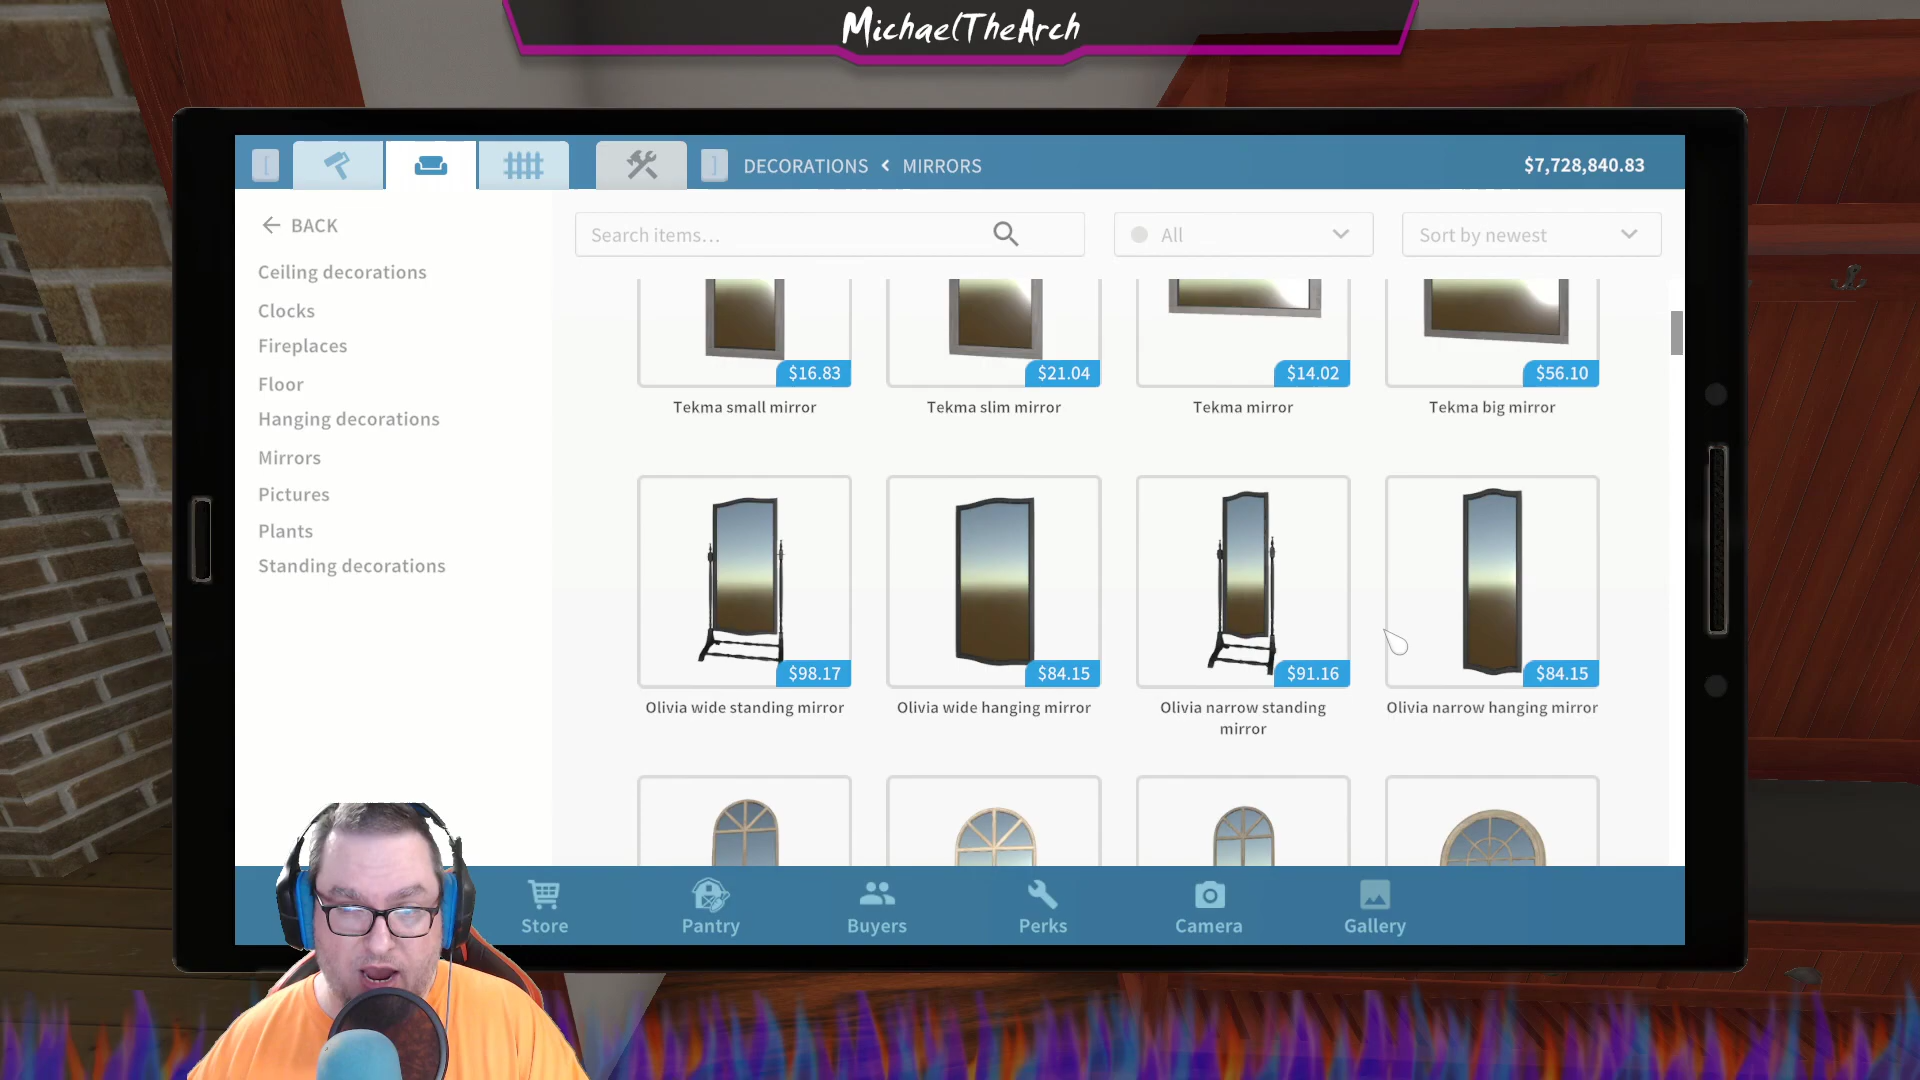 MichaelTheArch
[
]
DECORATIONS < MIRRORS
$7,728,840.83
← BACK
Ceiling decorations
Clocks
Fireplaces
Floor
Hanging decorations
Mirrors
Pictures
Plants
Standing decorations
Search items...
All
Sort by newest
$16.83
$21.04
$14.02
$56.10
Tekma small mirror
Tekma slim mirror
Tekma mirror
Tekma big mirror
$98.17
$84.15
$91.16
$84.15
Olivia wide standing mirror
Olivia wide hanging mirror
Olivia narrow standing
mirror
Olivia narrow hanging mirror
Store
Pantry
Buyers
Perks
Camera
Gallery